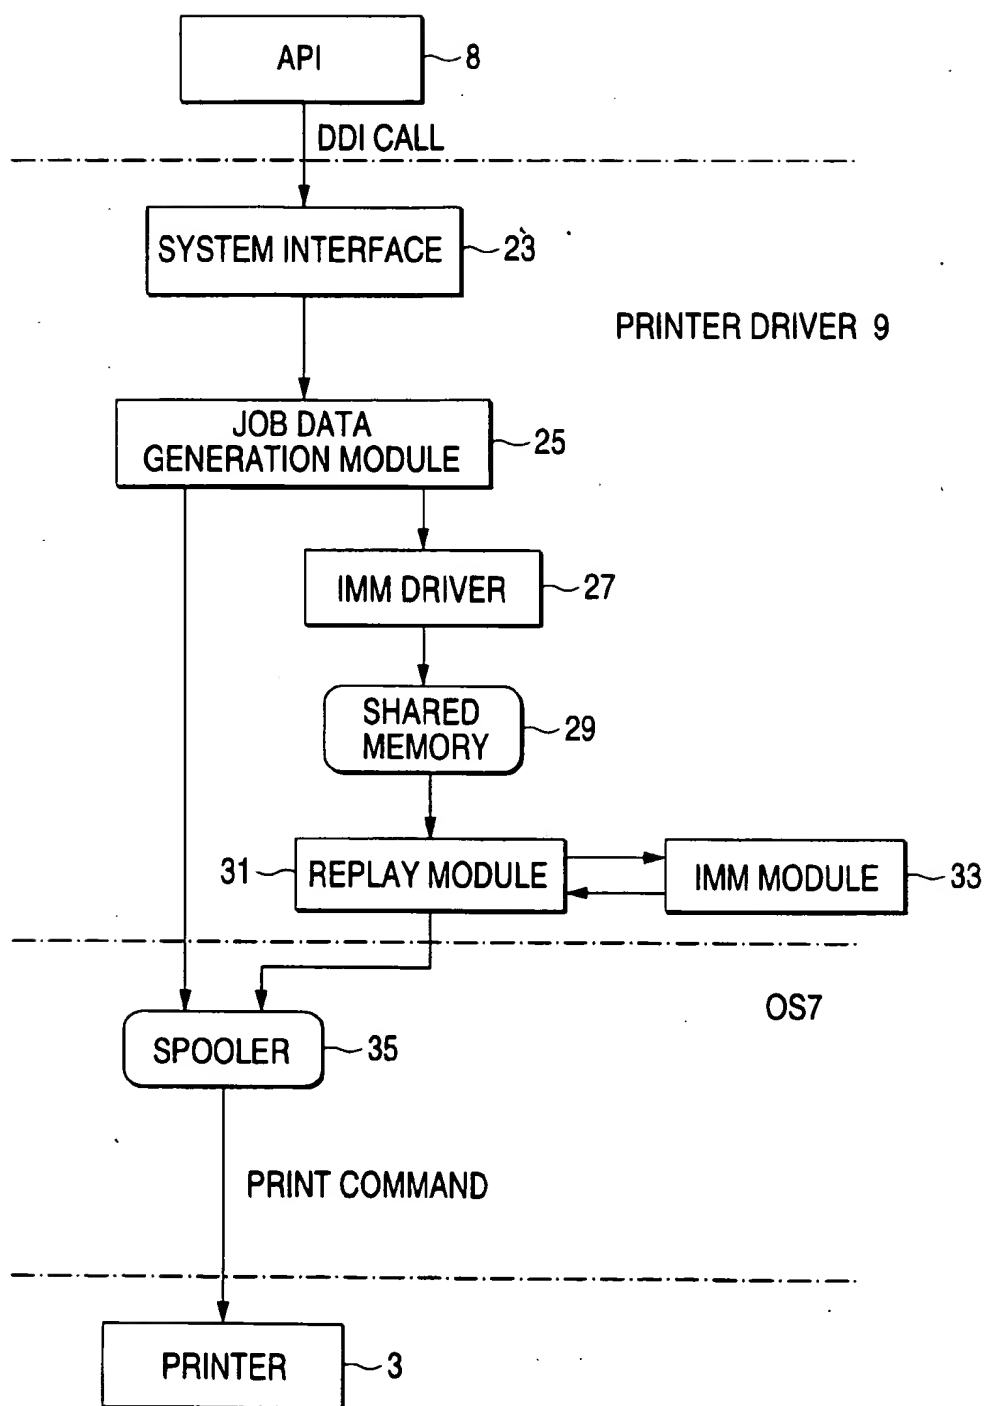 API
8
DDI CALL
SYSTEM INTERFACE
23
PRINTER DRIVER 9
JOB DATA
GENERATION MODULE
25
IMM DRIVER
27
SHARED
MEMORY
29
31
REPLAY MODULE
IMM MODULE
33
OS7
SPOOLER
35
PRINT COMMAND
PRINTER
3